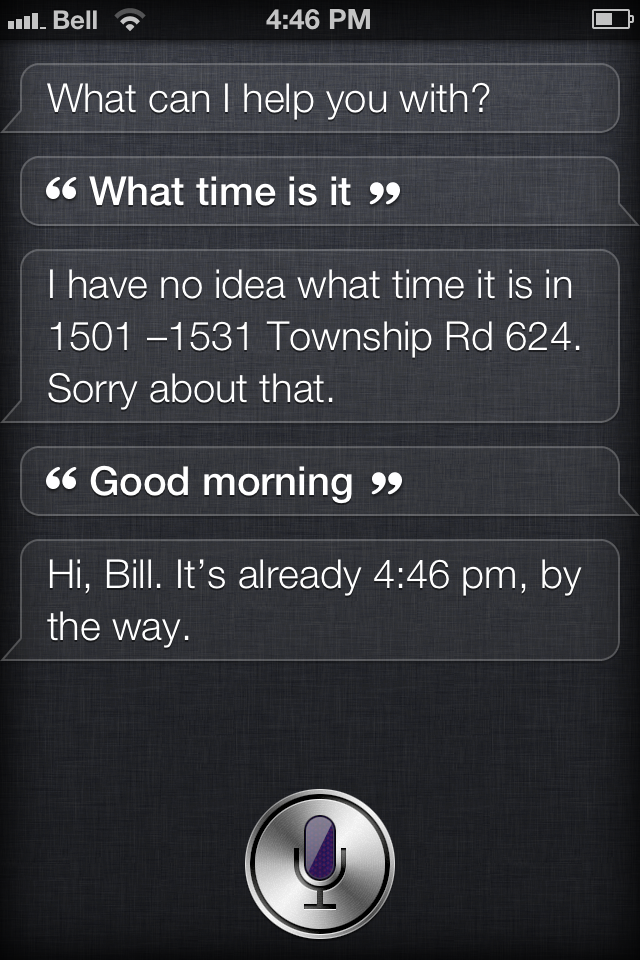 Bell 4:46 PM
What can I help you with?
“ What time is it ”
I have no idea what time it is in
1501 –1531 Township Rd 624.
Sorry about that.
“ Good morning ”
Hi, Bill. It’s already 4:46 pm, by
the way.